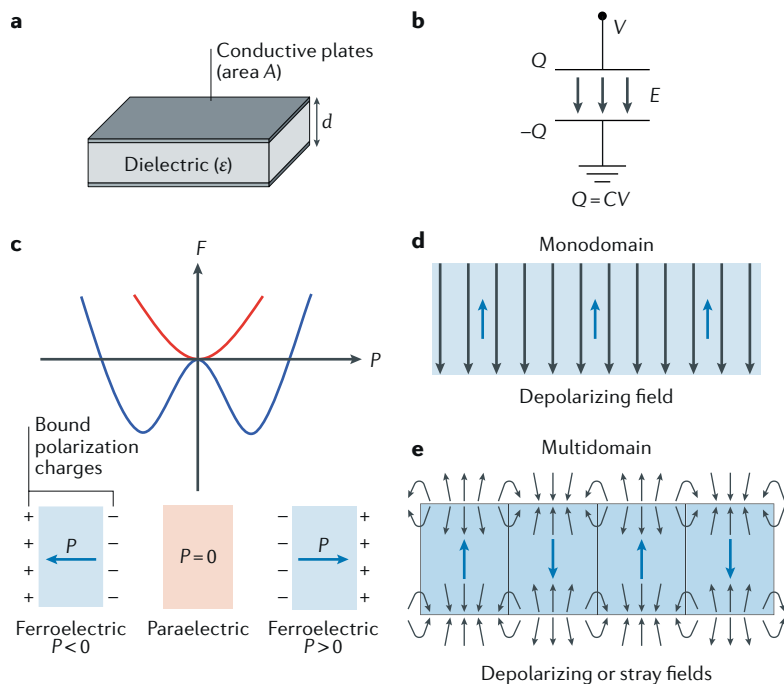 a
Conductive plates
(area A)
d
Dielectric (ε)
b
V
Q
E
–Q
Q = CV
c
F
P
Bound
polarization
charges
+ – – +
+ P – – P +
+ – P = 0 – +
+ – – +
Ferroelectric
P < 0
Paraelectric
Ferroelectric
P > 0
d
Monodomain
Depolarizing field
e
Multidomain
Depolarizing or stray fields